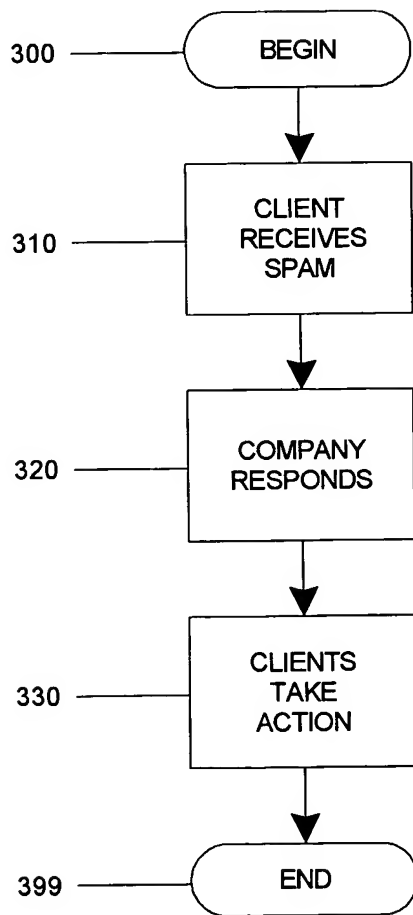 300
BEGIN
310
CLIENT
RECEIVES
SPAM
320
COMPANY
RESPONDS
330
CLIENTS
TAKE
ACTION
399
END